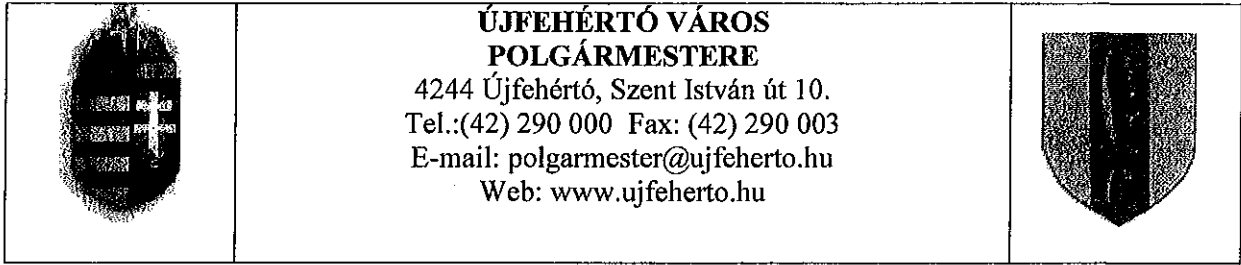 ÚJFEHÉRTÓ VÁROS
POLGÁRMESTERE
4244 Újfehértó, Szent István út 10.
Tel.:(42) 290 000 Fax: (42) 290 003
E-mail: polgarmester@ujfeherto.hu
Web: www.ujfeherto.hu